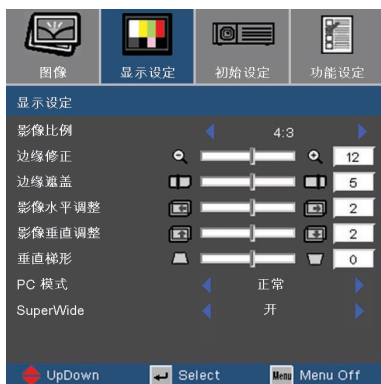 图像 显示设定 初始设定 功能设定
显示设定
影像比例 4:3
边缘修正 12
边缘遮盖 5
影像水平调整 2
影像垂直调整 2
垂直梯形 0
PC 模式 正常
SuperWide 开
UpDown Select Menu Menu Off